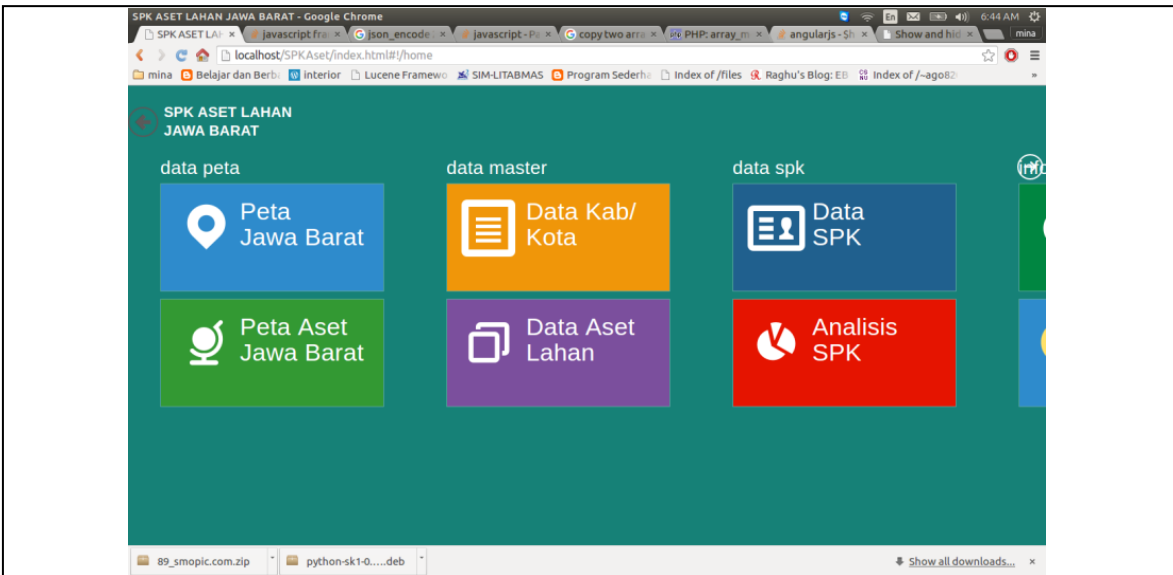 SPK ASET LAHAN JAWA BARAT - Google Chrome
En 6:44 AM
SPK ASET LAH × javascript fra × json_encode × javascript - Pa × copy two arra × PHP: array_m × angularjs - $h × Show and hid × mina
localhost/SPKAset/index.html#!/home
mina Belajar dan Berb interior Lucene Framewo SIM-LITABMAS Program Sederha Index of /files Raghu's Blog: EB Index of /~ago82 »
SPK ASET LAHAN
JAWA BARAT
data peta
data master
data spk
Peta
Jawa Barat
Data Kab/
Kota
Data
SPK
Peta Aset
Jawa Barat
Data Aset
Lahan
Analisis
SPK
89_smopic.com.zip python-sk1-0.....deb Show all downloads... ×